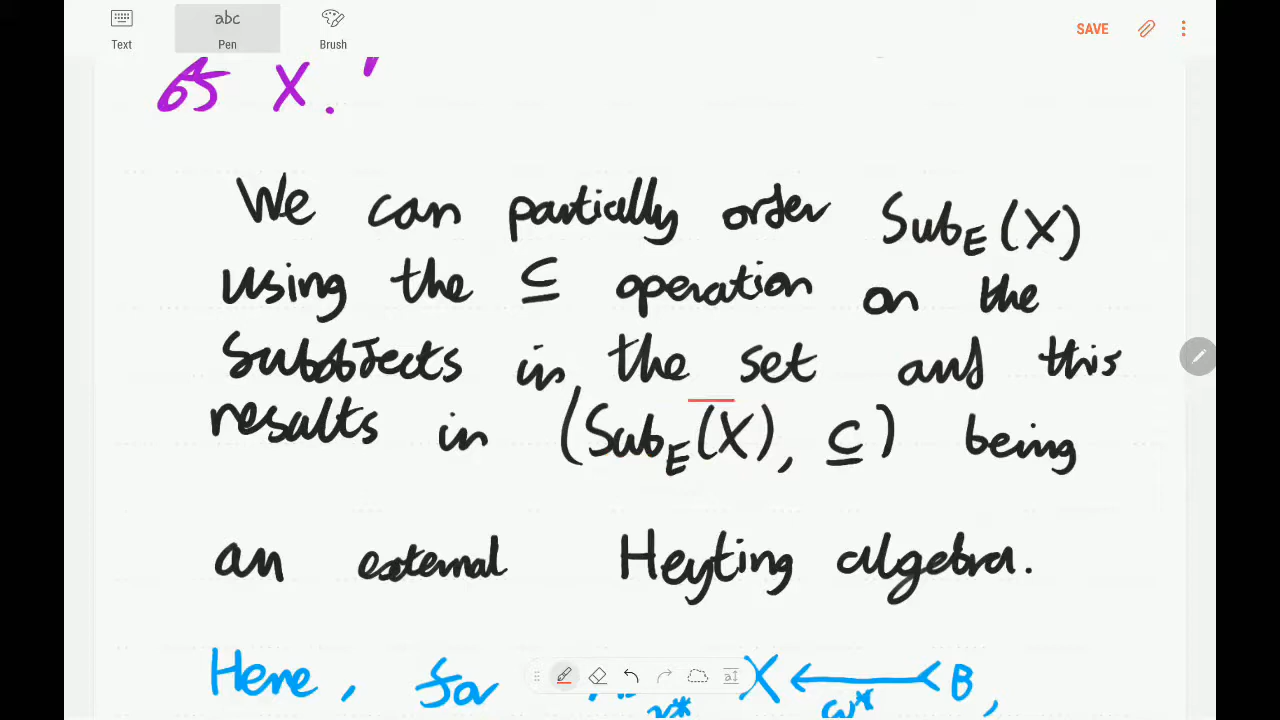 Text
abc
Pen
Brush
SAVE
65 X.'
We can partially order Sub_E(X)
using the ⊆ operation on the
Subobjects in the set and this
results in (Sub_E(X), ⊆) being
an external Heyting algebra.
Here, for X B,